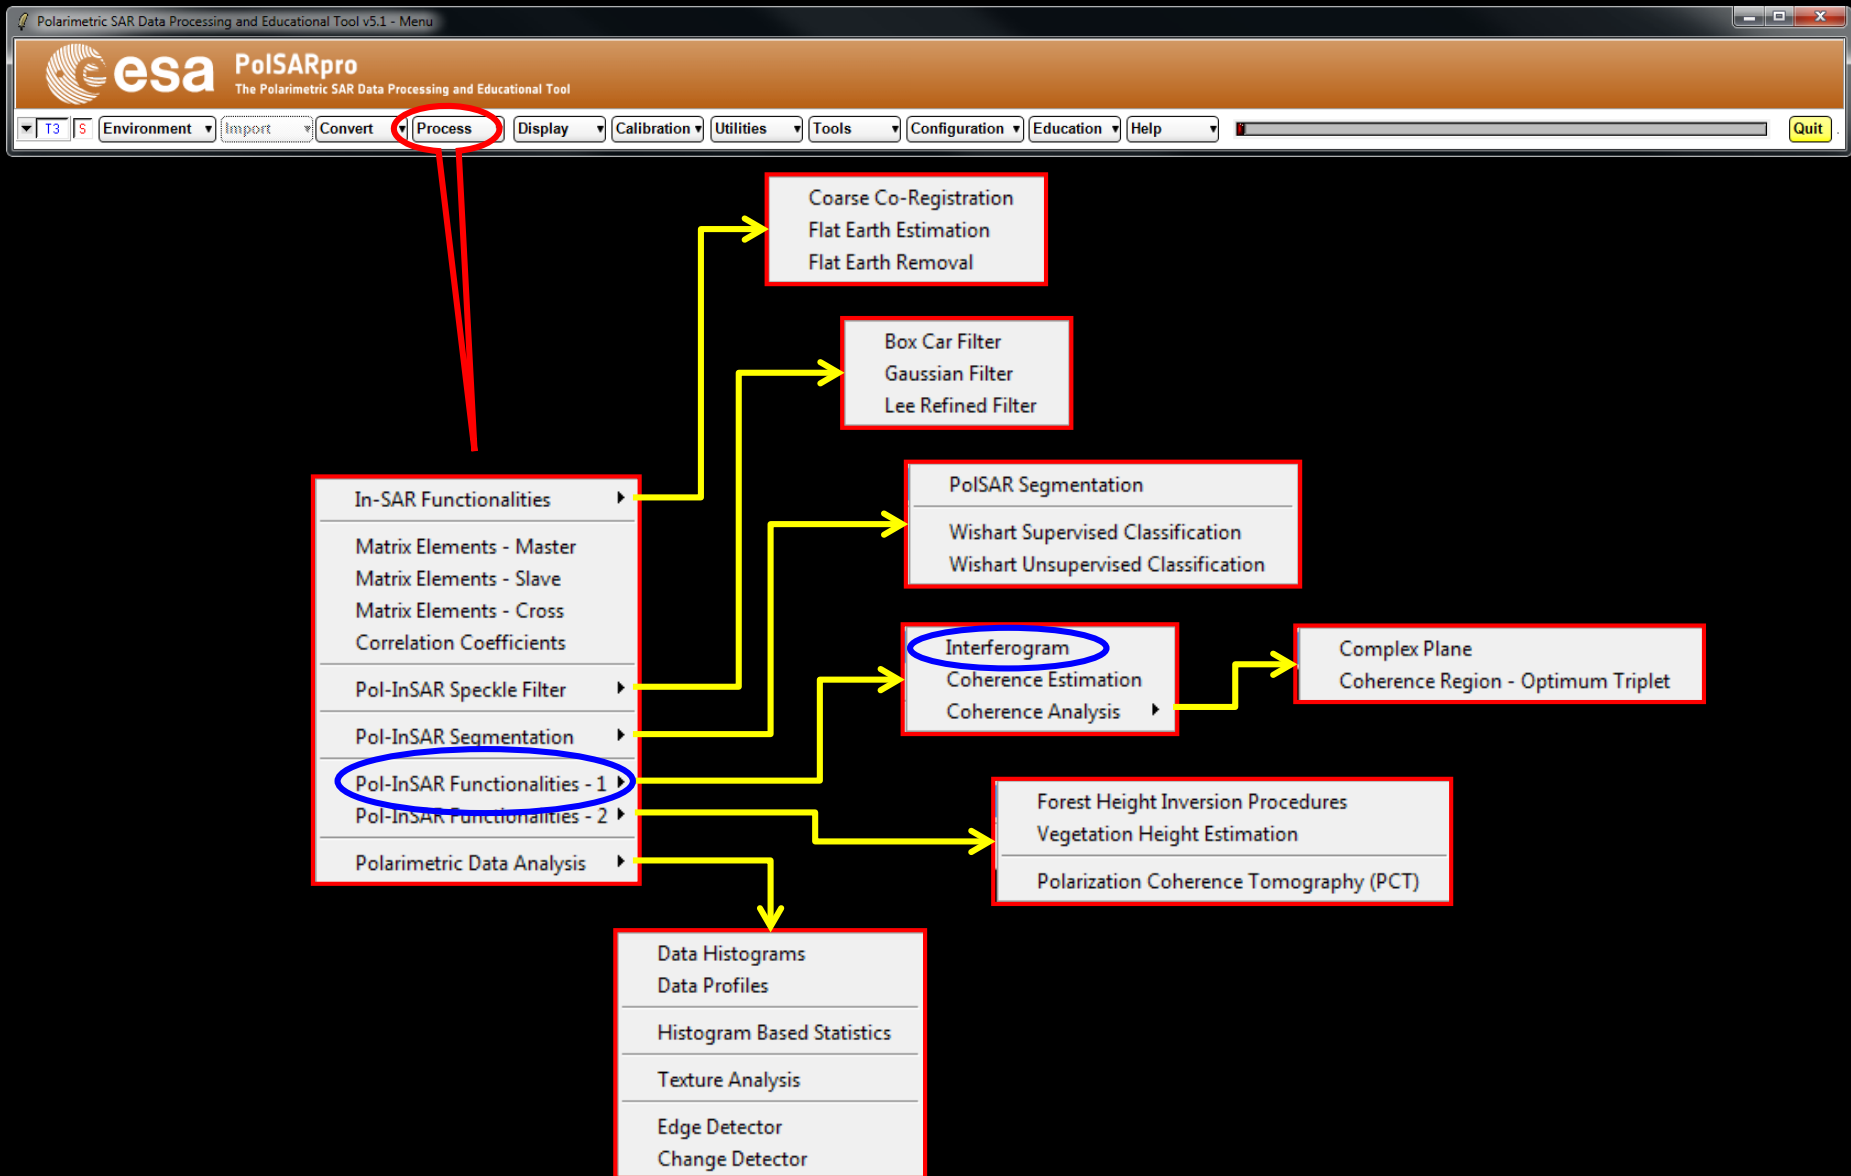 Polarimetric SAR Data Processing and Educational Tool v5.1 - Menu
esa
PolSARpro
The Polarimetric SAR Data Processing and Educational Tool
T3 S Environment Import Convert Process Display Calibration Utilities Tools Configuration Education Help Quit
Coarse Co-Registration
Flat Earth Estimation
Flat Earth Removal
Box Car Filter
Gaussian Filter
Lee Refined Filter
PolSAR Segmentation
Wishart Supervised Classification
Wishart Unsupervised Classification
In-SAR Functionalities
Matrix Elements - Master
Matrix Elements - Slave
Matrix Elements - Cross
Correlation Coefficients
Pol-InSAR Speckle Filter
Pol-InSAR Segmentation
Pol-InSAR Functionalities - 1
Pol-InSAR Functionalities - 2
Polarimetric Data Analysis
Interferogram
Coherence Estimation
Coherence Analysis
Complex Plane
Coherence Region - Optimum Triplet
Forest Height Inversion Procedures
Vegetation Height Estimation
Polarization Coherence Tomography (PCT)
Data Histograms
Data Profiles
Histogram Based Statistics
Texture Analysis
Edge Detector
Change Detector